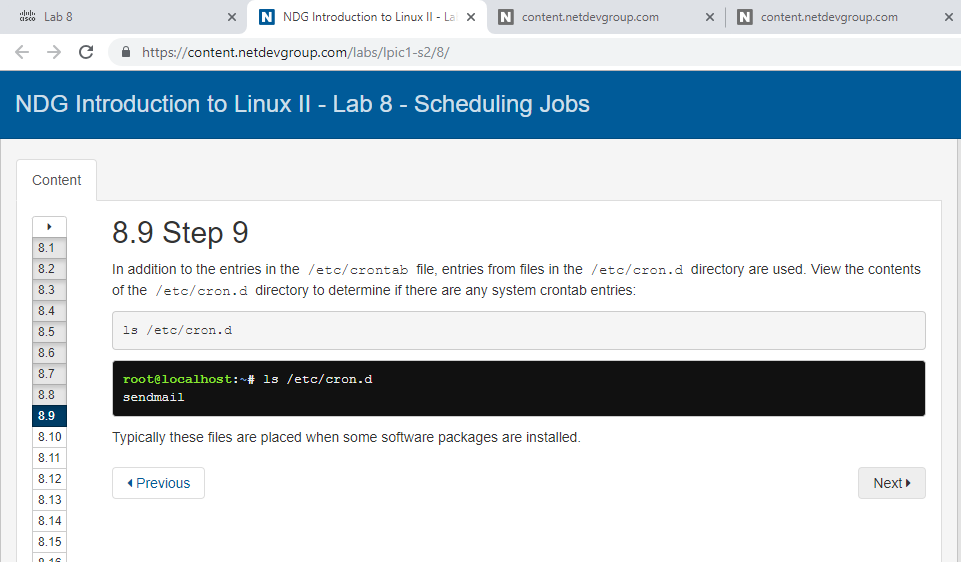 cisco Lab 8
NDG Introduction to Linux II - La
content.netdevgroup.com
content.netdevgroup.com
https://content.netdevgroup.com/labs/lpic1-s2/8/
NDG Introduction to Linux II - Lab 8 - Scheduling Jobs
Content
8.1
8.2
8.3
8.4
8.5
8.6
8.7
8.8
8.9
8.10
8.11
8.12
8.13
8.14
8.15
8.16
8.9 Step 9
In addition to the entries in the /etc/crontab file, entries from files in the /etc/cron.d directory are used. View the contents
of the /etc/cron.d directory to determine if there are any system crontab entries:
ls /etc/cron.d
root@localhost:~# ls /etc/cron.d
sendmail
Typically these files are placed when some software packages are installed.
Previous
Next